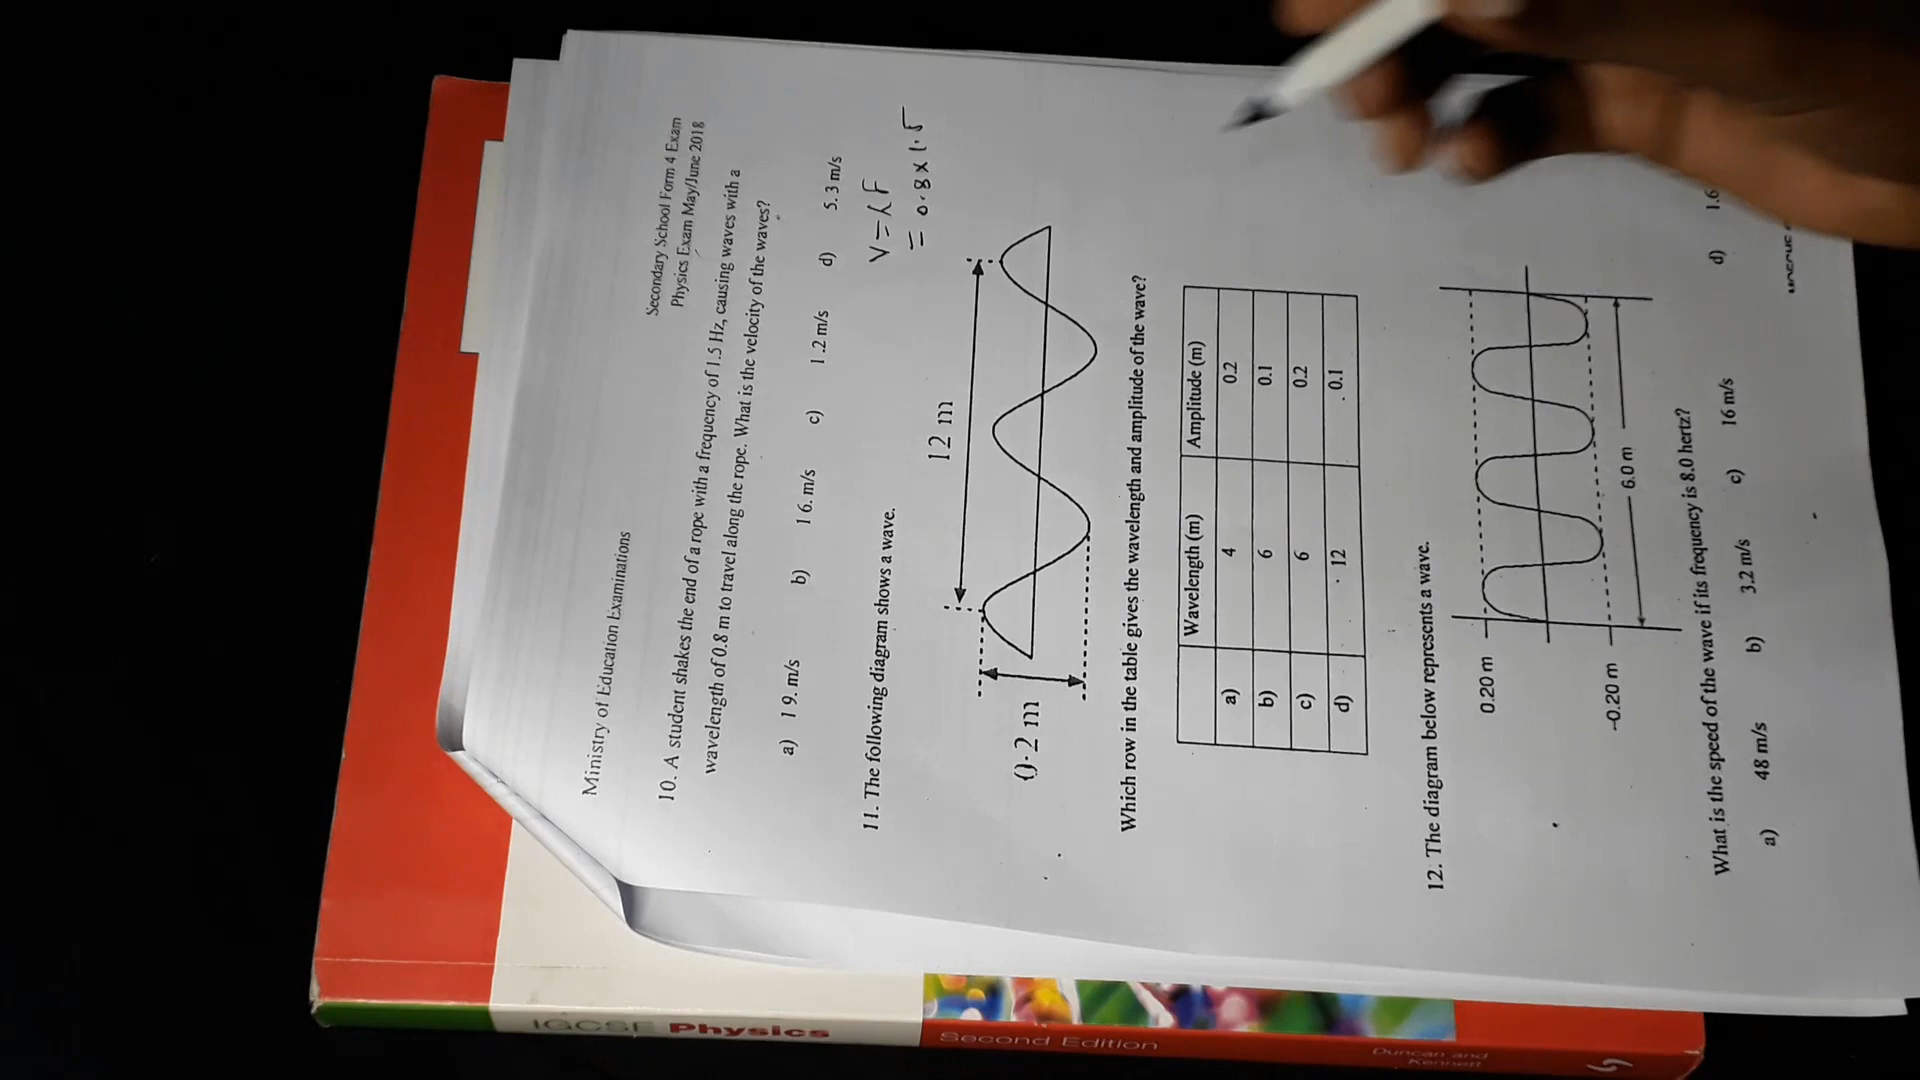 Ministry of Education Examinations
Secondary School Form 4 Exam
Physics Exam May/June 2018
10. A student shakes the end of a rope with a frequency of 1.5 Hz, causing waves with a
wavelength of 0.8 m to travel along the rope. What is the velocity of the waves?
a) 1 9. m/s b) 1 6. m/s c) 1 .2 m/s d) 5. 3 m/s
V = λ F
= 0.8 x 1.5
11. The following diagram shows a wave.
12 m
0·2 m
Which row in the table gives the wavelength and amplitude of the wave?
Wavelength (m) Amplitude (m)
a) 4 0.2
b) 6 0.1
c) 6 0.2
d) 12 0.1
12. The diagram below represents a wave.
0.20 m
-0.20 m
6.0 m
What is the speed of the wave if its frequency is 8.0 hertz?
a) 48 m/s b) 3.2 m/s c) 16 m/s d) 1.6
IGCSE Physics
Second Edition
Duncan and
Kennett